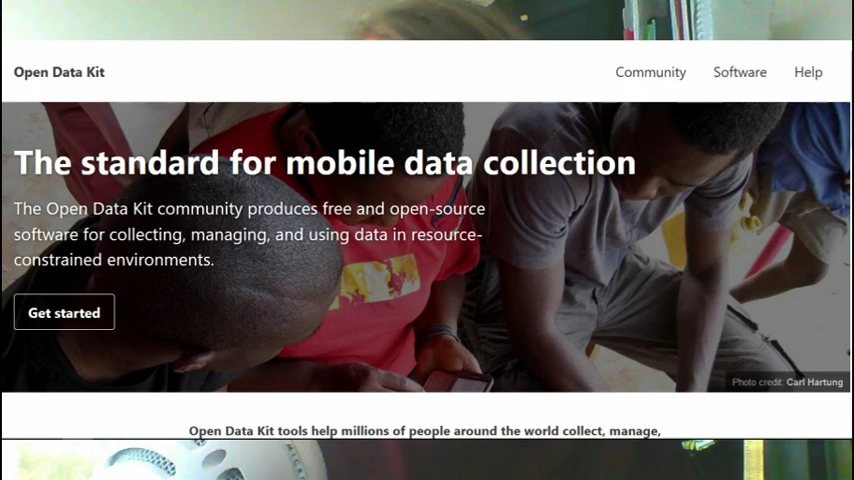 Open Data Kit
Community Software Help
The standard for mobile data collection
The Open Data Kit community produces free and open-source
software for collecting, managing, and using data in resource-
constrained environments.
Get started
Photo credit: Carl Hartung
Open Data Kit tools help millions of people around the world collect, manage,